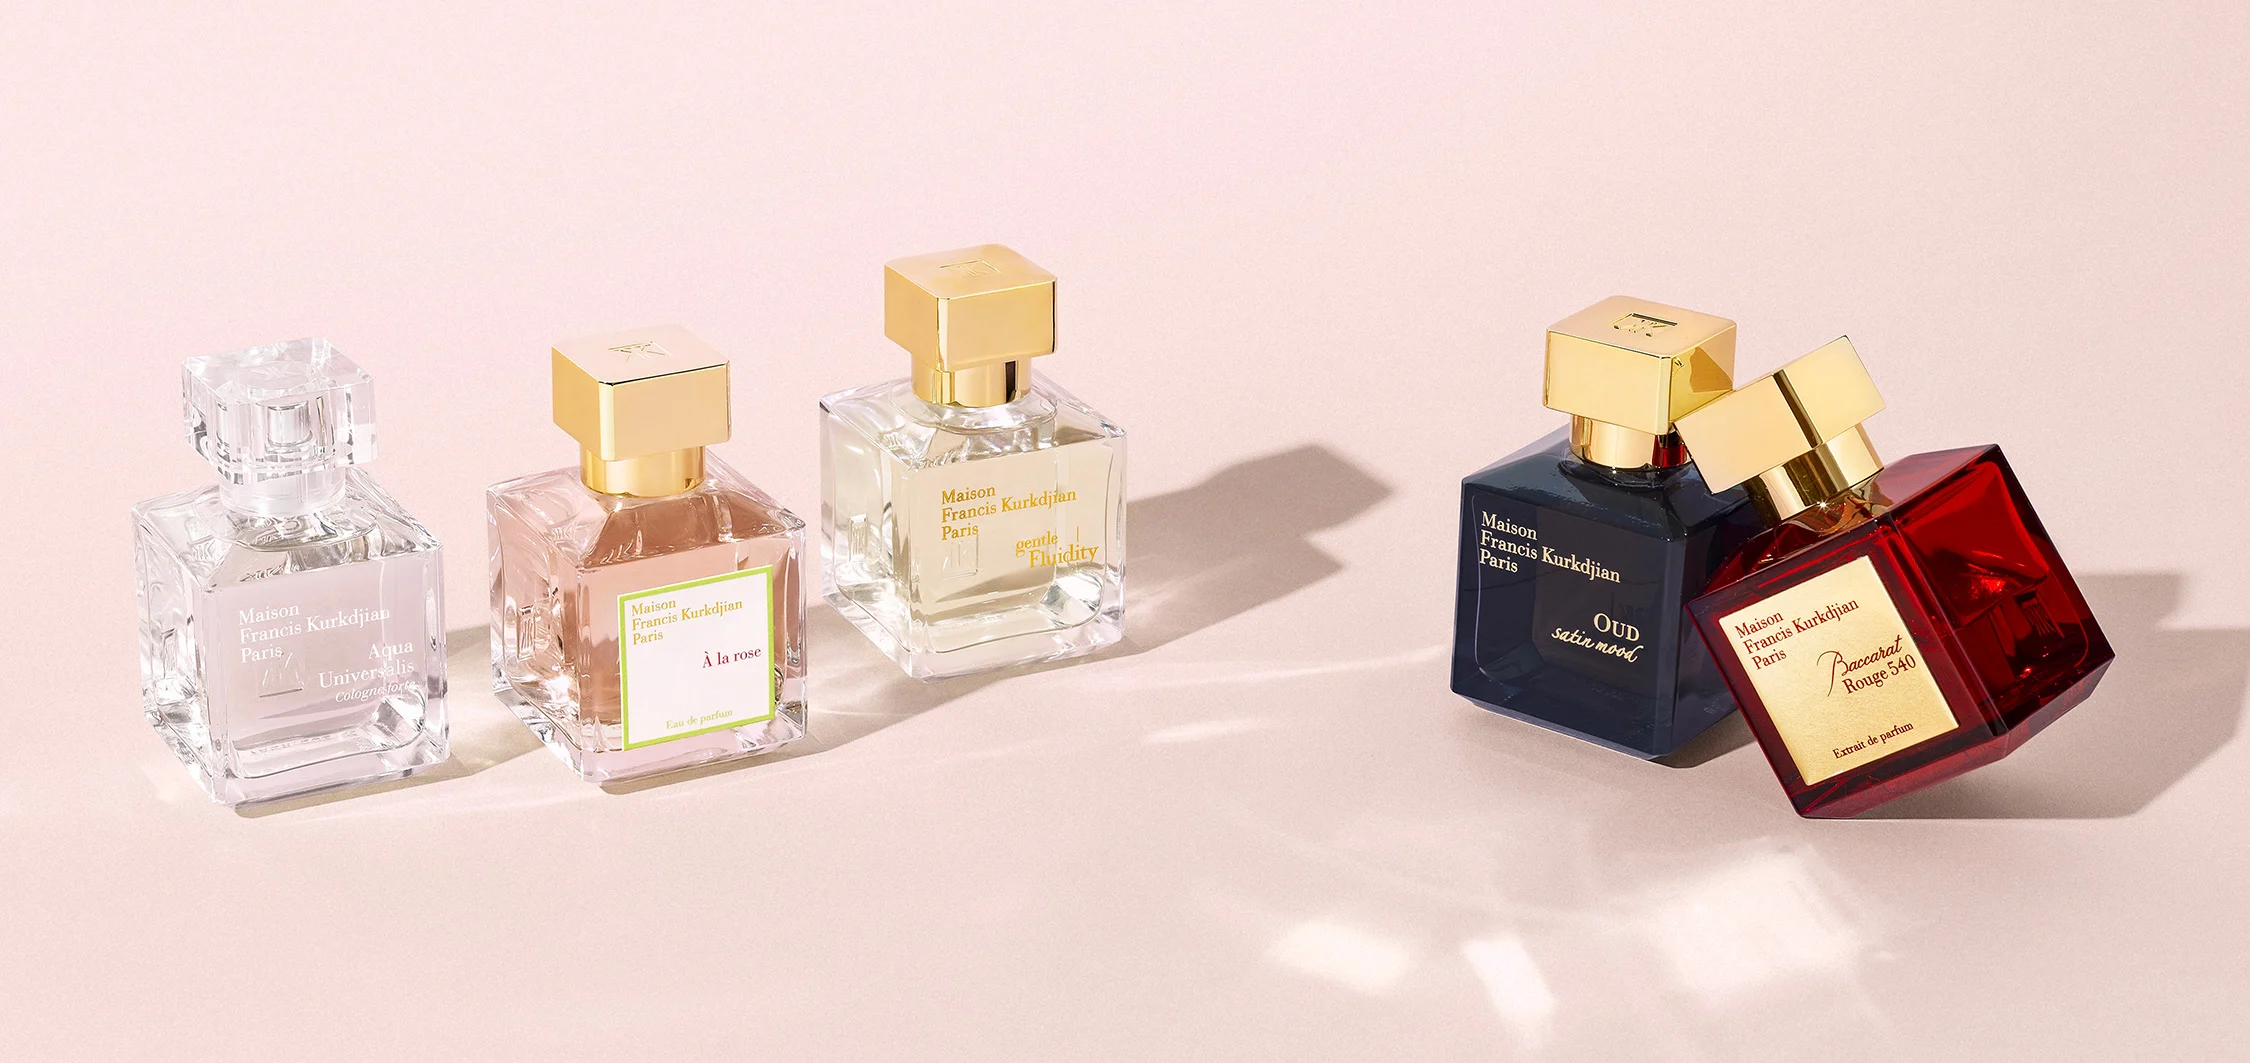 Maison
Francis Kurkdjian
Paris
Aqua
Universalis
Cologne forte
Maison
Francis Kurkdjian
Paris
À la rose
Eau de parfum
Maison
Francis Kurkdjian
Paris
gentle
Fluidity
Maison
Francis Kurkdjian
Paris
OUD
satin mood
Maison
Francis Kurkdjian
Paris
Baccarat
Rouge 540
Extrait de parfum